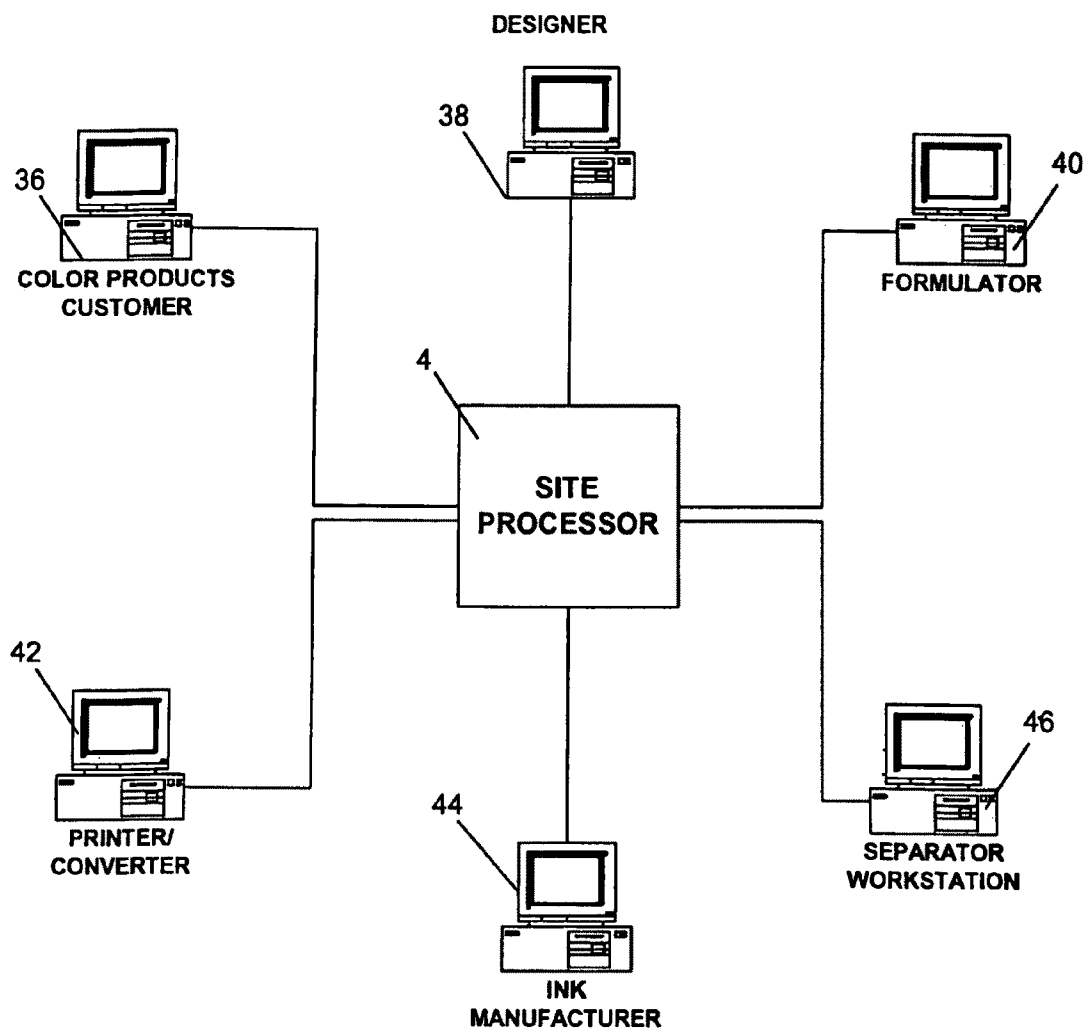 DESIGNER
38
36
40
COLOR PRODUCTS
CUSTOMER
FORMULATOR
4
SITE
PROCESSOR
42
46
44
PRINTER/
CONVERTER
SEPARATOR
WORKSTATION
INK
MANUFACTURER